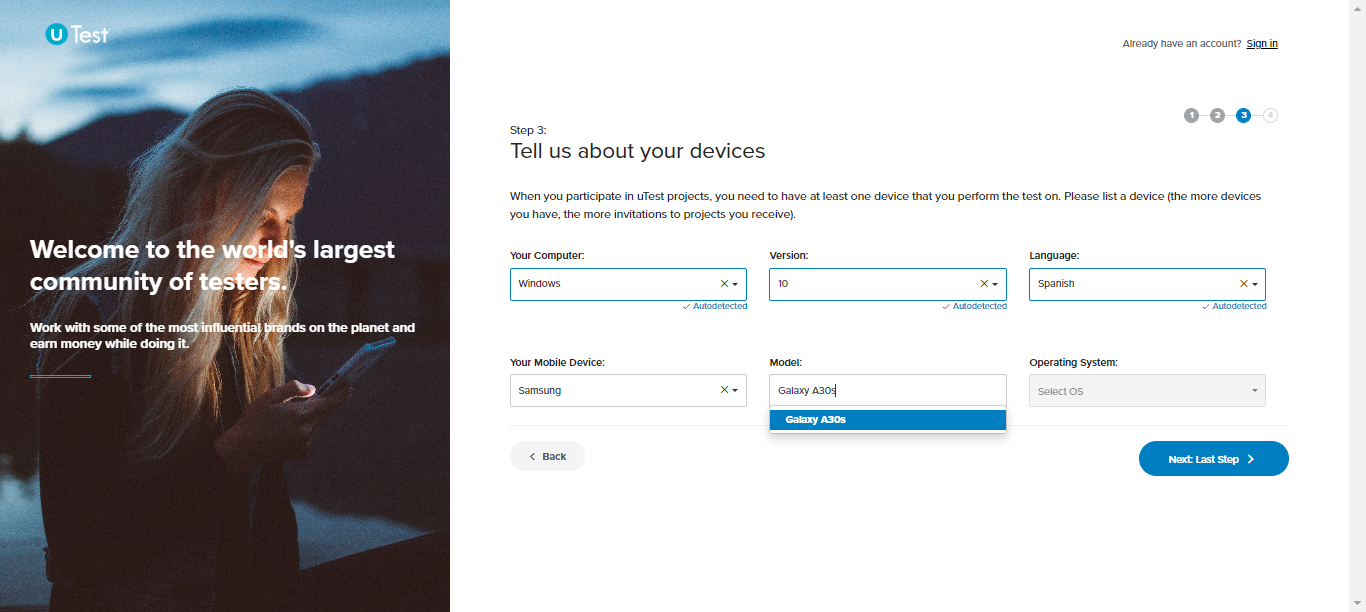 U Test
Already have an account? Sign in
1 2 3 4
Step 3:
Tell us about your devices
When you participate in uTest projects, you need to have at least one device that you perform the test on. Please list a device (the more devices
you have, the more invitations to projects you receive).
Welcome to the world's largest
community of testers.
Work with some of the most influential brands on the planet and
earn money while doing it.
Your Computer: Version: Language:
Windows 10 Spanish
Autodetected Autodetected Autodetected
Your Mobile Device: Model: Operating System:
Samsung Galaxy A30s Select OS
Galaxy A30s
Back Next: Last Step